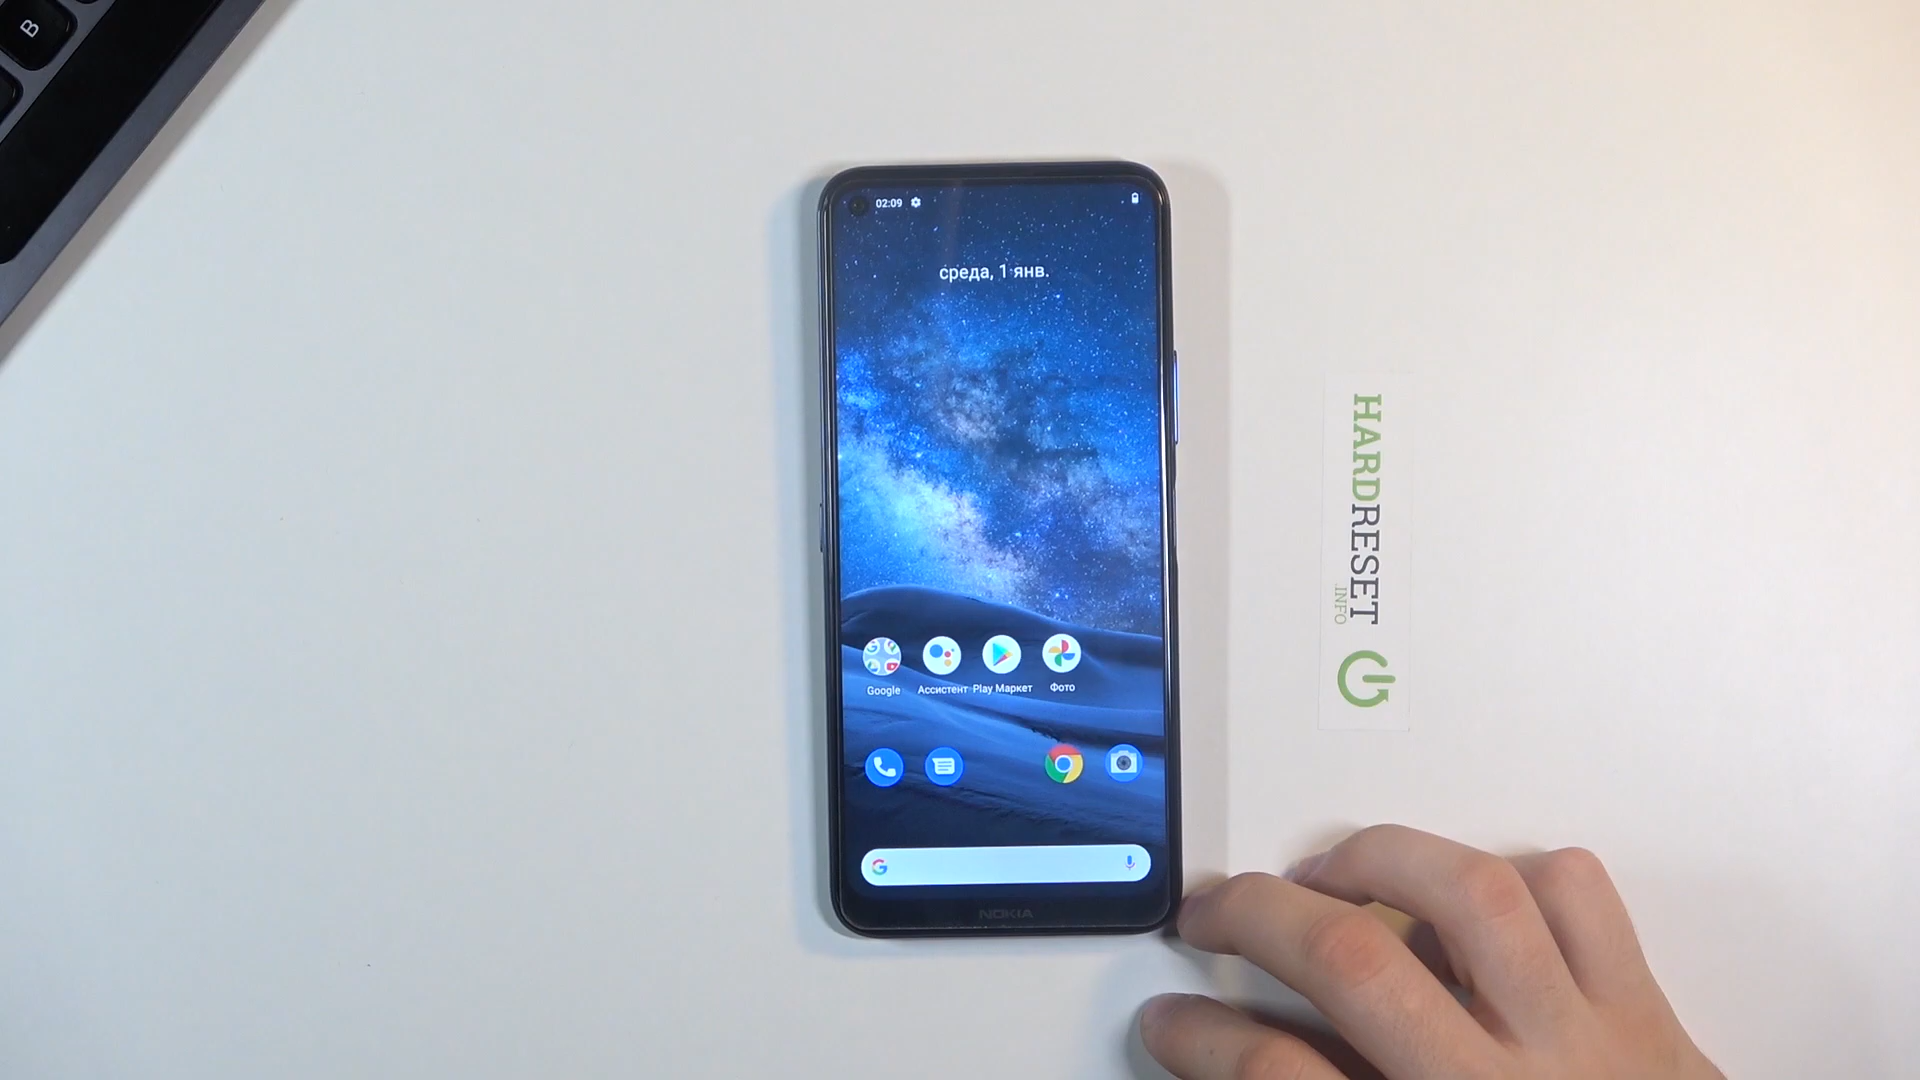 B
02:09
среда, 1 янв.
Google
Ассистент
Play Маркет
Фото
G
NOKIA
HARDRESET
.INFO